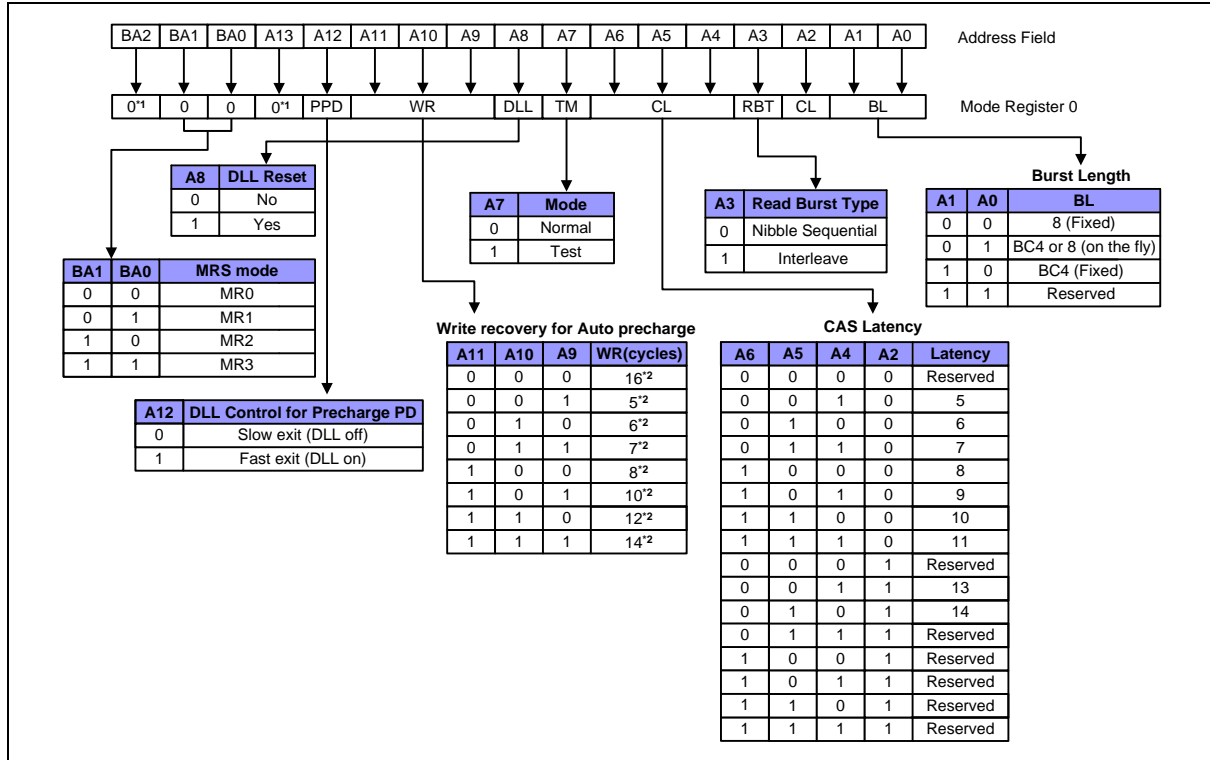 BA2 BA1 BA0 A13 A12 A11 A10 A9 A8 A7 A6 A5 A4 A3 A2 A1 A0 Address Field
0*1 0 0 0*1 PPD WR DLL TM CL RBT CL BL Mode Register 0
A8 DLL Reset
0 No
1 Yes
A7 Mode
0 Normal
1 Test
A3 Read Burst Type
0 Nibble Sequential
1 Interleave
Burst Length
A1 A0 BL
0 0 8 (Fixed)
0 1 BC4 or 8 (on the fly)
1 0 BC4 (Fixed)
1 1 Reserved
BA1 BA0 MRS mode
0 0 MR0
0 1 MR1
1 0 MR2
1 1 MR3
A12 DLL Control for Precharge PD
0 Slow exit (DLL off)
1 Fast exit (DLL on)
Write recovery for Auto precharge
A11 A10 A9 WR(cycles)
0 0 0 16*2
0 0 1 5*2
0 1 0 6*2
0 1 1 7*2
1 0 0 8*2
1 0 1 10*2
1 1 0 12*2
1 1 1 14*2
CAS Latency
A6 A5 A4 A2 Latency
0 0 0 0 Reserved
0 0 1 0 5
0 1 0 0 6
0 1 1 0 7
1 0 0 0 8
1 0 1 0 9
1 1 0 0 10
1 1 1 0 11
0 0 0 1 Reserved
0 0 1 1 13
0 1 0 1 14
0 1 1 1 Reserved
1 0 0 1 Reserved
1 0 1 1 Reserved
1 1 0 1 Reserved
1 1 1 1 Reserved